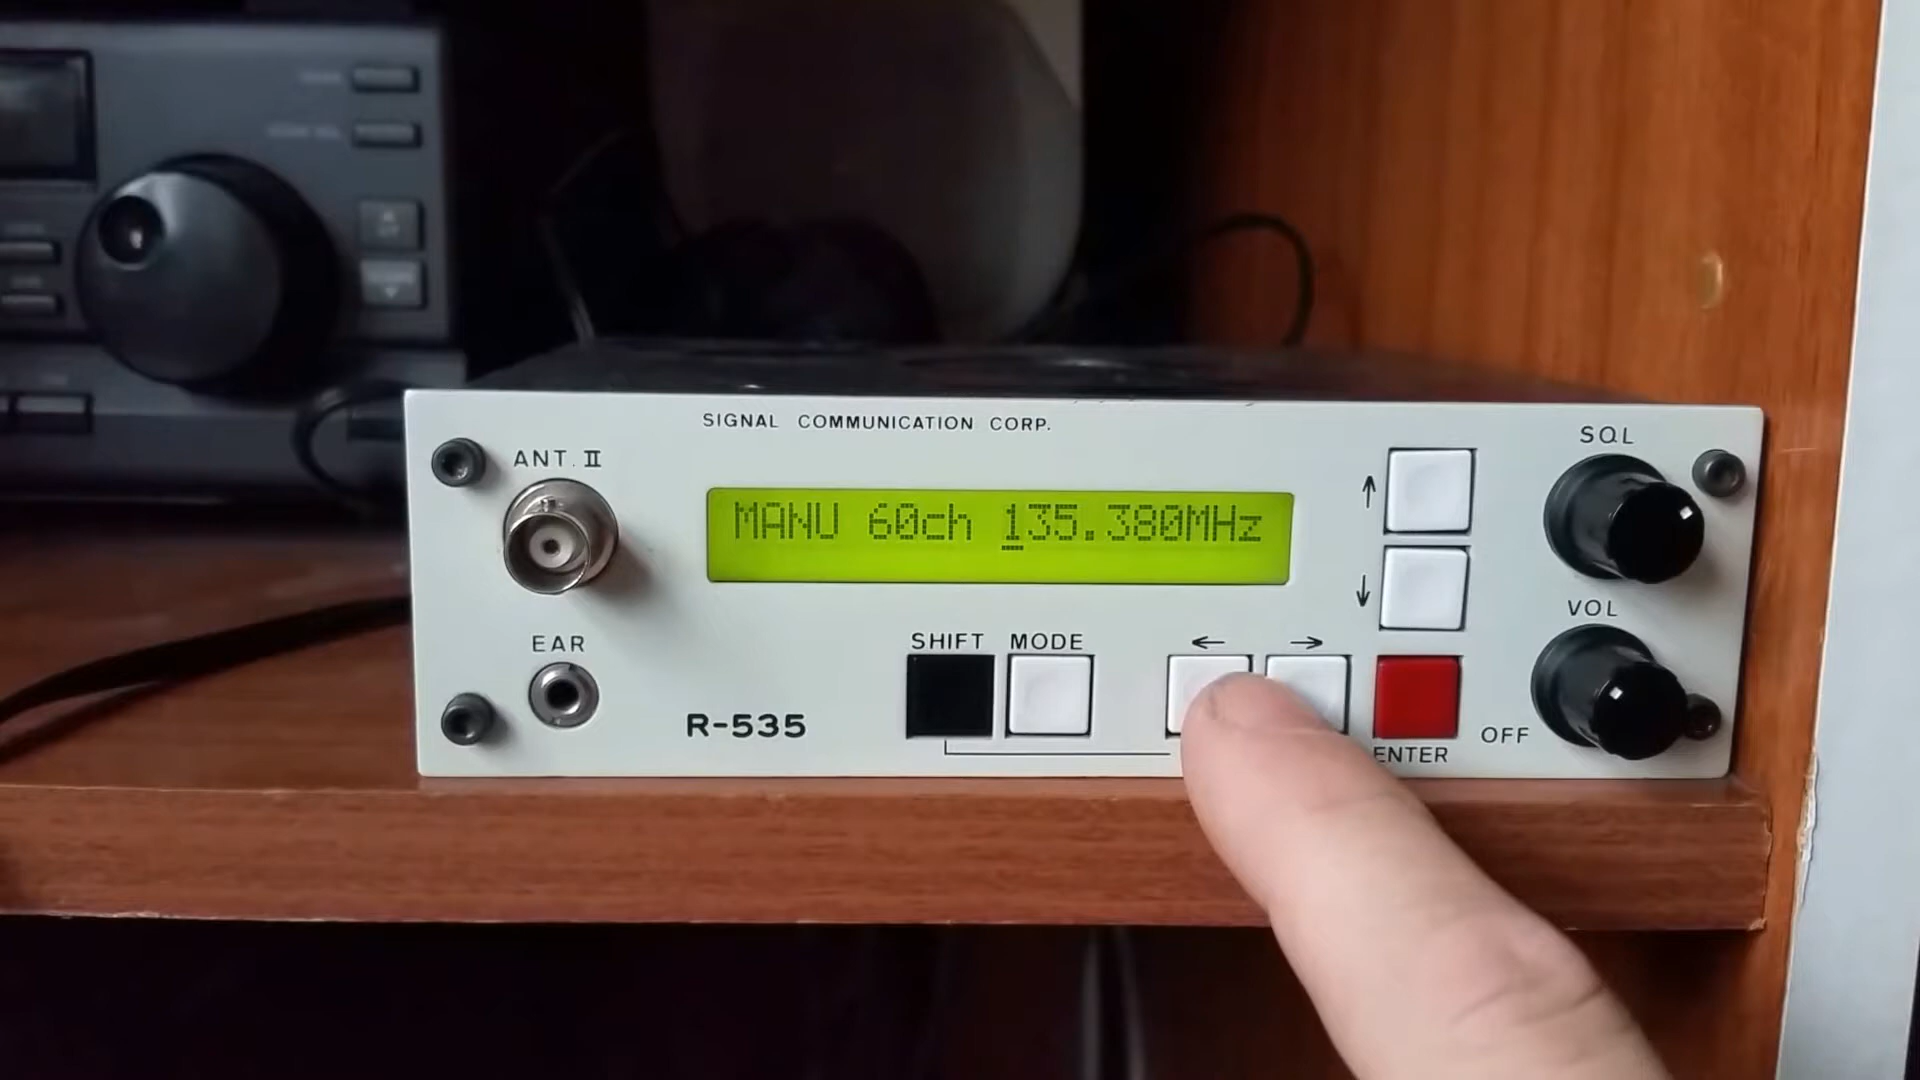 SIGNAL COMMUNICATION CORP.
ANT. II
SQL
↑
MANU 60ch 135.380MHz
↓
VOL
EAR
SHIFT MODE ← →
R-535
OFF
ENTER